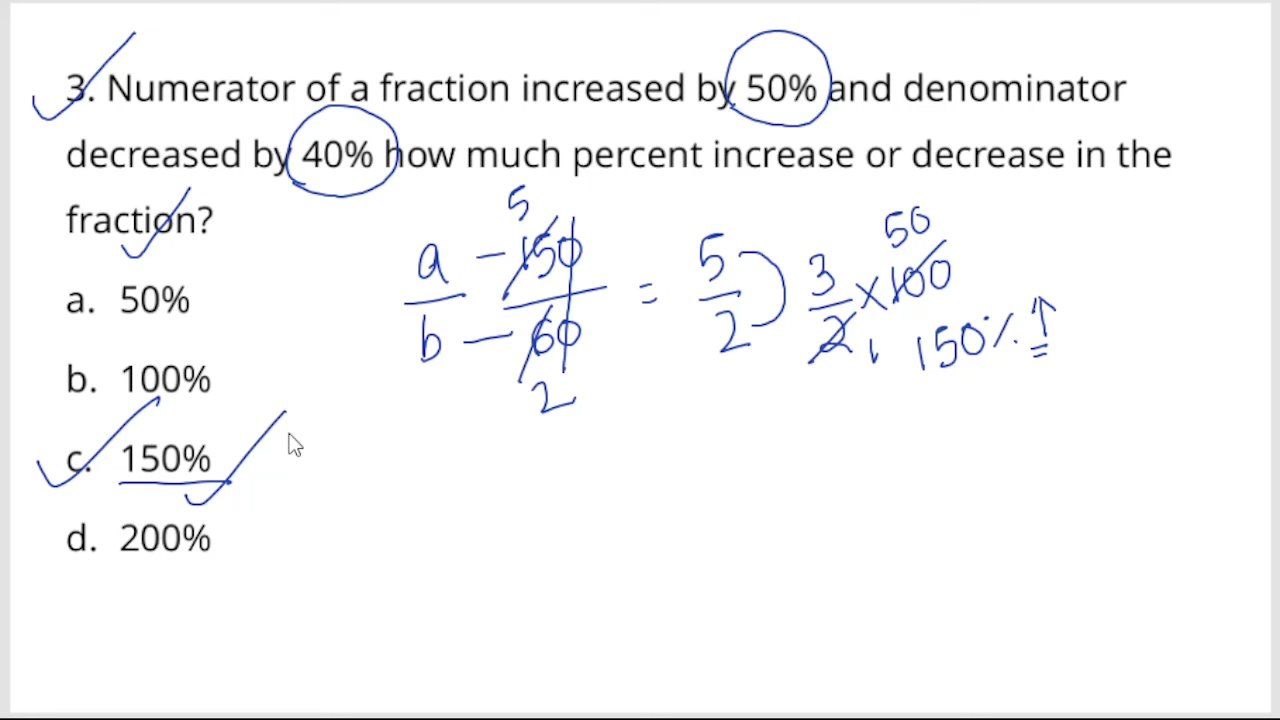 3. Numerator of a fraction increased by 50% and denominator
decreased by 40% how much percent increase or decrease in the
fraction?
a. 50%
b. 100%
c. 150%
d. 200%
5
a – 150 = 5 ) 3 × 100 50
b – 60 2 2 1 150% ↑
2